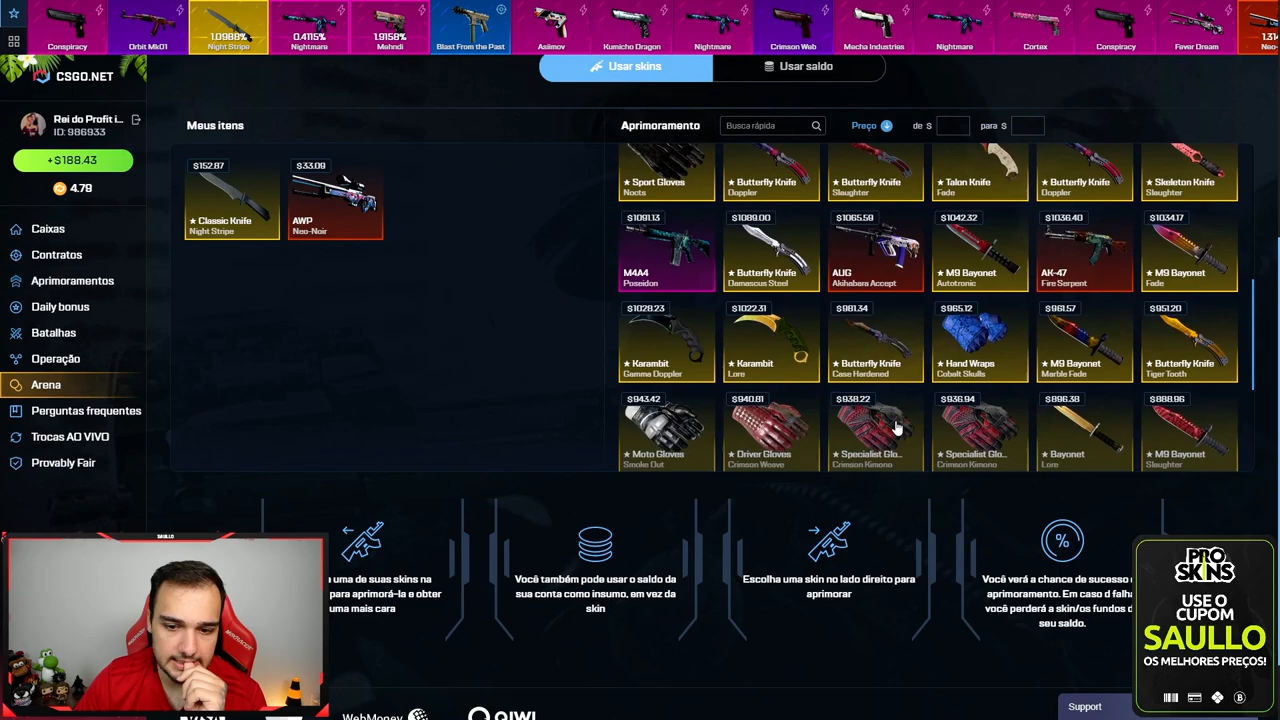 Conspiracy
Orbit Mk01
1.0988%
Night Stripe
0.4115%
Nightmare
1.9158%
Mehndi
Blast From the Past
Asiimov
Kumicho Dragon
Nightmare
Crimson Web
Mecha Industries
Nightmare
Cortex
Conspiracy
Fever Dream
1.314
Neo-
CSGO.NET
Usar skins
Usar saldo
Rei do Profit i...
ID: 986933
+$188.43
4.79
Caixas
Contratos
Aprimoramentos
Daily bonus
Batalhas
Operação
Arena
Perguntas frequentes
Trocas AO VIVO
Provably Fair
Meus itens
$152.87
★ Classic Knife
Night Stripe
$33.09
AWP
Neo-Noir
Aprimoramento
Busca rápida
Preço
de $
para $
★ Sport Gloves
Nocts
★ Butterfly Knife
Doppler
★ Butterfly Knife
Slaughter
★ Talon Knife
Fade
★ Butterfly Knife
Doppler
★ Skeleton Knife
Slaughter
$1091.13
M4A4
Poseidon
$1089.00
★ Butterfly Knife
Damascus Steel
$1065.59
AUG
Akihabara Accept
$1042.32
★ M9 Bayonet
Autotronic
$1036.40
AK-47
Fire Serpent
$1034.17
★ M9 Bayonet
Fade
$1028.23
★ Karambit
Gamma Doppler
$1022.31
★ Karambit
Lore
$981.34
★ Butterfly Knife
Case Hardened
$965.12
★ Hand Wraps
Cobalt Skulls
$961.57
★ M9 Bayonet
Marble Fade
$951.20
★ Butterfly Knife
Tiger Tooth
$943.42
★ Moto Gloves
Smoke Out
$940.81
★ Driver Gloves
Crimson Weave
$938.22
★ Specialist Glo...
Crimson Kimono
$936.94
★ Specialist Glo...
Crimson Kimono
$896.38
★ Bayonet
Lore
$888.96
★ M9 Bayonet
Slaughter
uma de suas skins na
para aprimorá-la e obter
uma mais cara
Você também pode usar o saldo da
sua conta como insumo, em vez da
skin
Escolha uma skin no lado direito para
aprimorar
Você verá a chance de sucesso
aprimoramento. Em caso d falha
você perderá a skin/os fundos d
seu saldo.
SAULLO
PRO
SKINS
USE O
CUPOM
SAULLO
OS MELHORES PREÇOS!
VISA
WebMoney
QIWI
Support